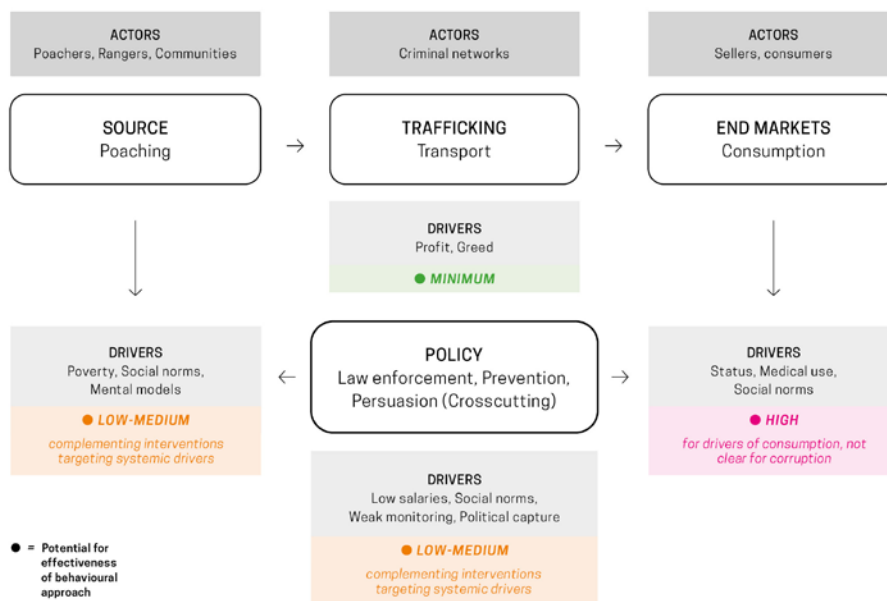 ACTORS
Poachers, Rangers, Communities
ACTORS
Criminal networks
ACTORS
Sellers, consumers
SOURCE
Poaching
→
TRAFFICKING
Transport
→
END MARKETS
Consumption
DRIVERS
Profit, Greed
● MINIMUM
DRIVERS
Poverty, Social norms,
Mental models
● LOW-MEDIUM
complementing interventions
targeting systemic drivers
←
POLICY
Law enforcement, Prevention,
Persuasion (Crosscutting)
→
DRIVERS
Status, Medical use,
Social norms
● HIGH
for drivers of consumption, not
clear for corruption
DRIVERS
Low salaries, Social norms,
Weak monitoring, Political capture
● LOW-MEDIUM
complementing interventions
targeting systemic drivers
● = Potential for
effectiveness
of behavioural
approach